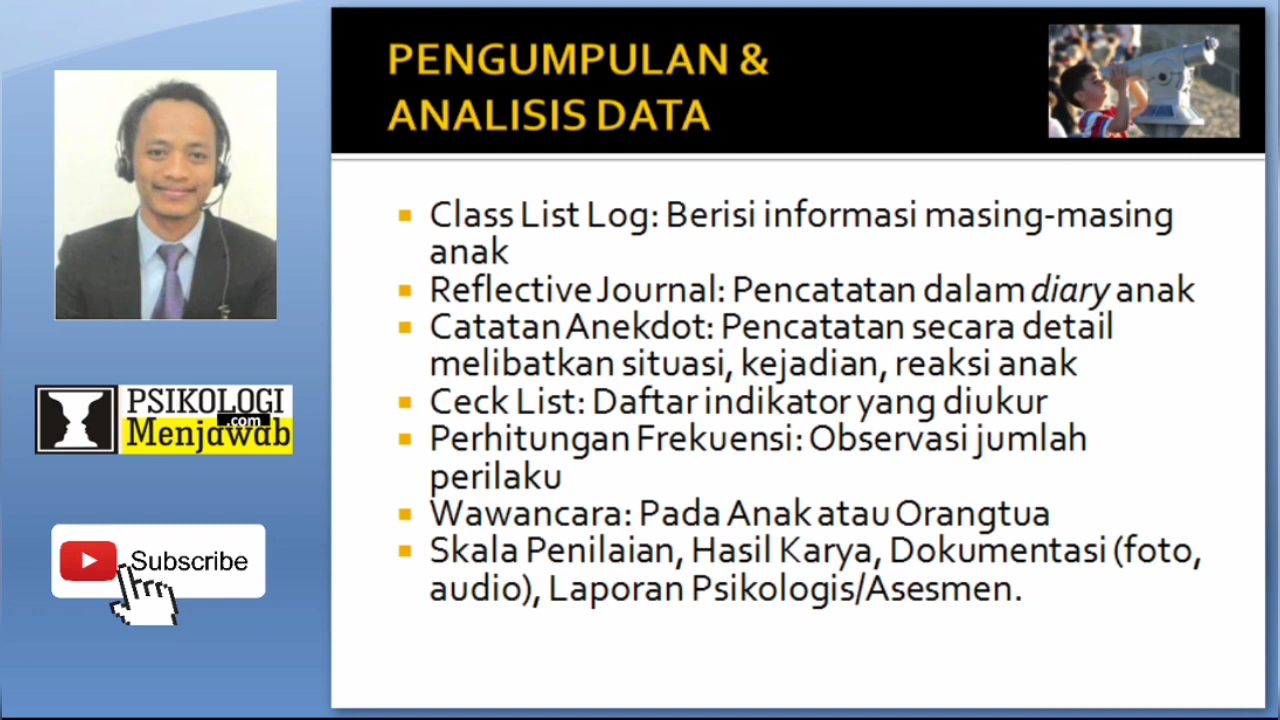 PENGUMPULAN &
ANALISIS DATA
Class List Log: Berisi informasi masing-masing
anak
Reflective Journal: Pencatatan dalam diary anak
Catatan Anekdot: Pencatatan secara detail
melibatkan situasi, kejadian, reaksi anak
Ceck List: Daftar indikator yang diukur
Perhitungan Frekuensi: Observasi jumlah
perilaku
Wawancara: Pada Anak atau Orangtua
Skala Penilaian, Hasil Karya, Dokumentasi (foto,
audio), Laporan Psikologis/Asesmen.
PSIKOLOGI
.com
Menjawab
Subscribe